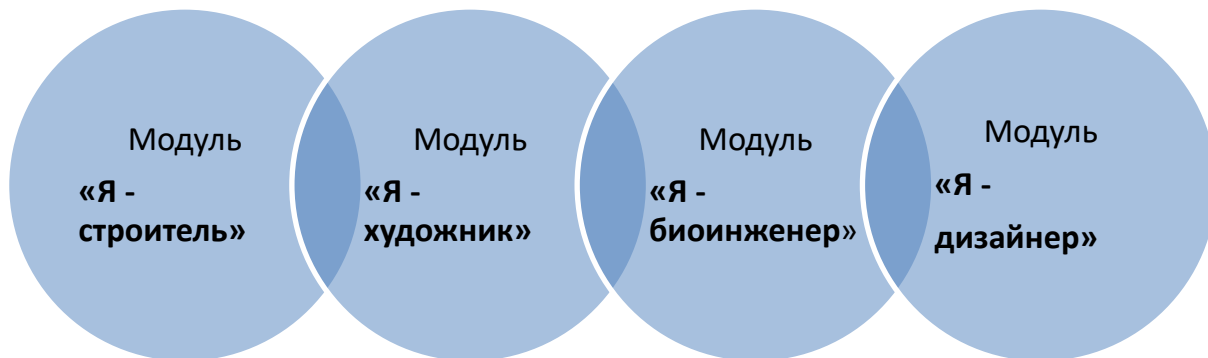 Модуль
«Я -
строитель»
Модуль
«Я -
художник»
Модуль
«Я -
биоинженер»
Модуль
«Я -
дизайнер»